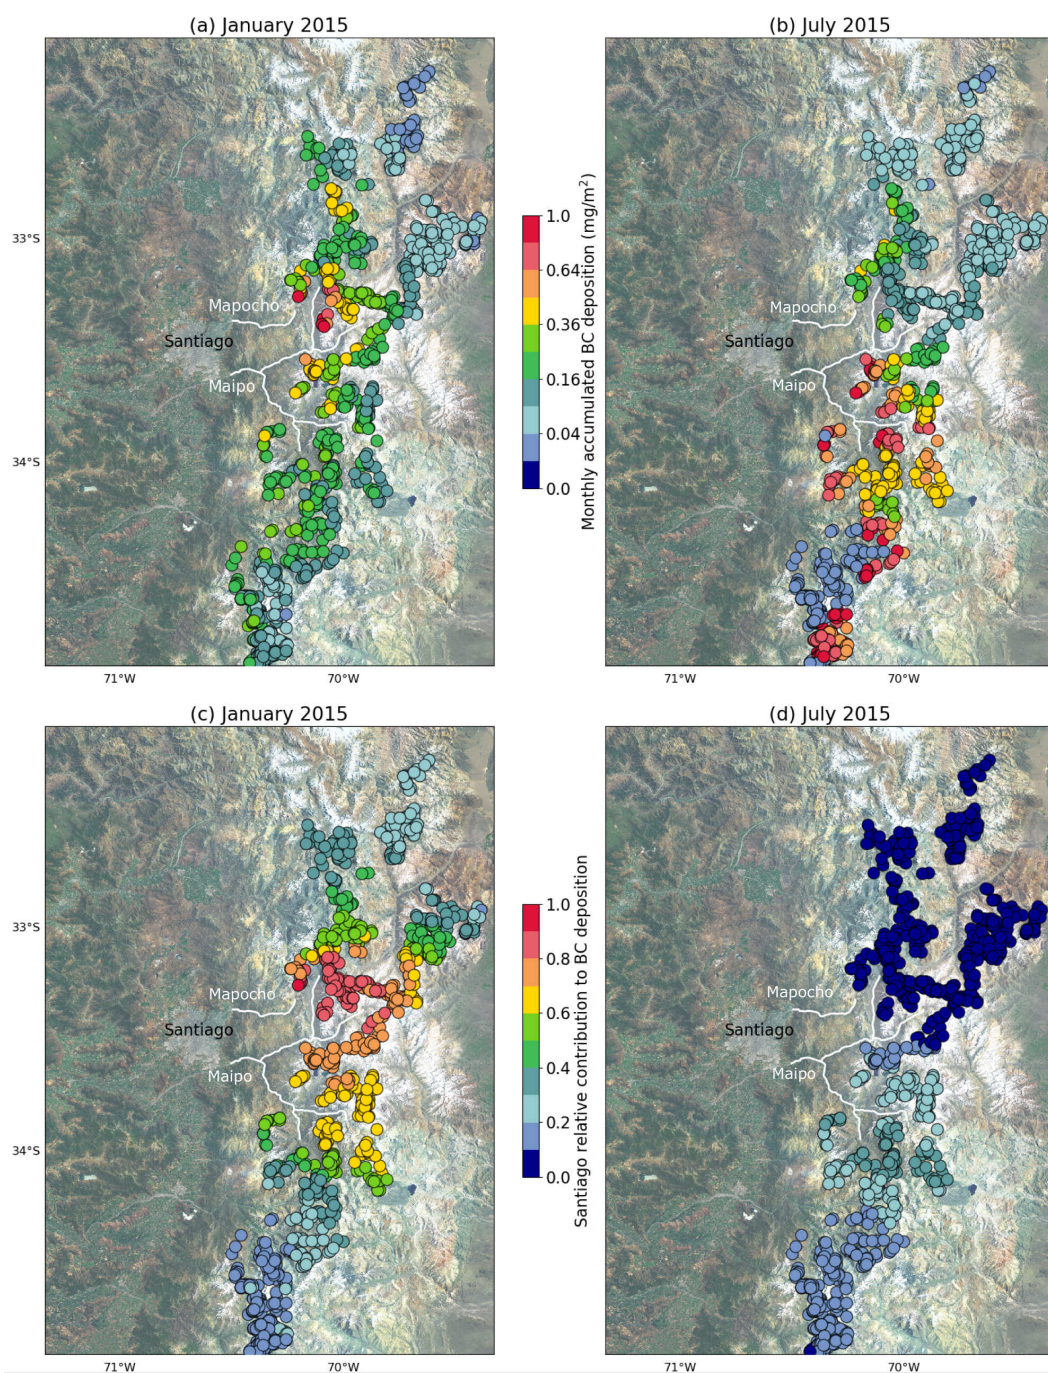 (a) January 2015
(b) July 2015
33°S
34°S
Mapocho
Santiago
Maipo
71°W
70°W
1.0
0.64
0.36
0.16
0.04
0.0
Monthly accumulated BC deposition (mg/m²)
Mapocho
Santiago
Maipo
71°W
70°W
(c) January 2015
(d) July 2015
33°S
34°S
Mapocho
Santiago
Maipo
71°W
70°W
1.0
0.8
0.6
0.4
0.2
0.0
Santiago relative contribution to BC deposition
Mapocho
Santiago
Maipo
71°W
70°W